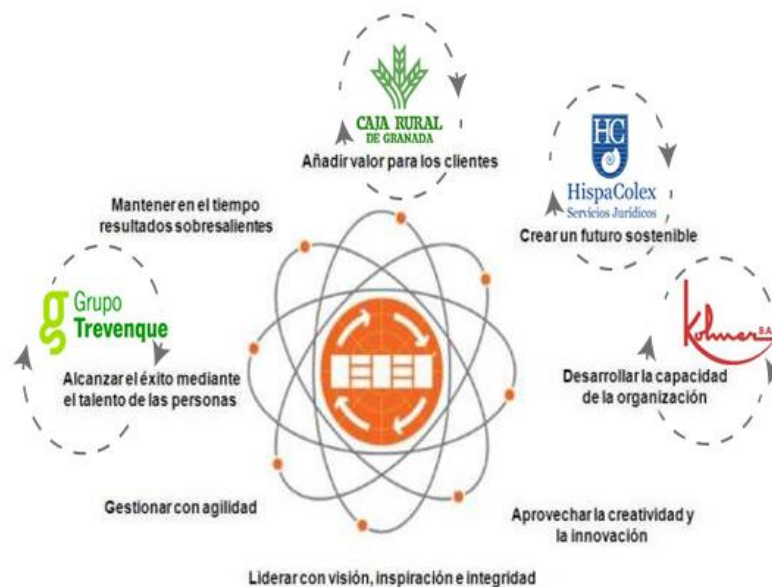 CAJA RURAL
DE GRANADA
Añadir valor para los clientes
HC
HispaColex
Servicios Jurídicos
Crear un futuro sostenible
Mantener en el tiempo
resultados sobresalientes
g Grupo
Trevenque
Alcanzar el éxito mediante
el talento de las personas
Kolmer S.A.
Desarrollar la capacidad
de la organización
Gestionar con agilidad
Aprovechar la creatividad y
la innovación
Liderar con visión, inspiración e integridad